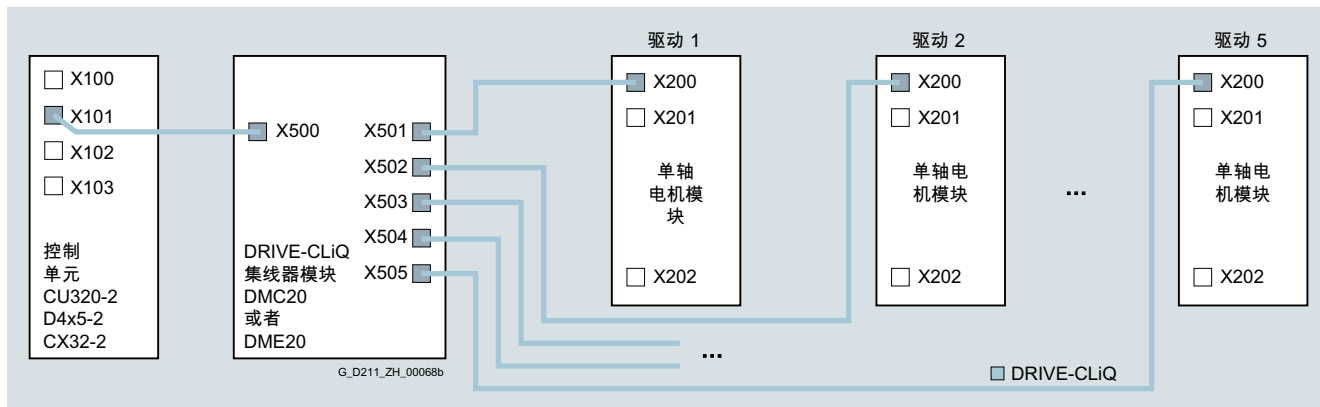 驱动 1
驱动 2
驱动 5
X100
X101
X102
X103
控制
单元
CU320-2
D4x5-2
CX32-2
X500
X501
X502
X503
X504
X505
DRIVE-CLiQ
集线器模块
DMC20
或者
DME20
X200
X201
单轴
电机模
块
X202
X200
X201
单轴电
机模块
X202
...
X200
X201
单轴电
机模块
X202
...
G_D211_ZH_00068b
DRIVE-CLiQ